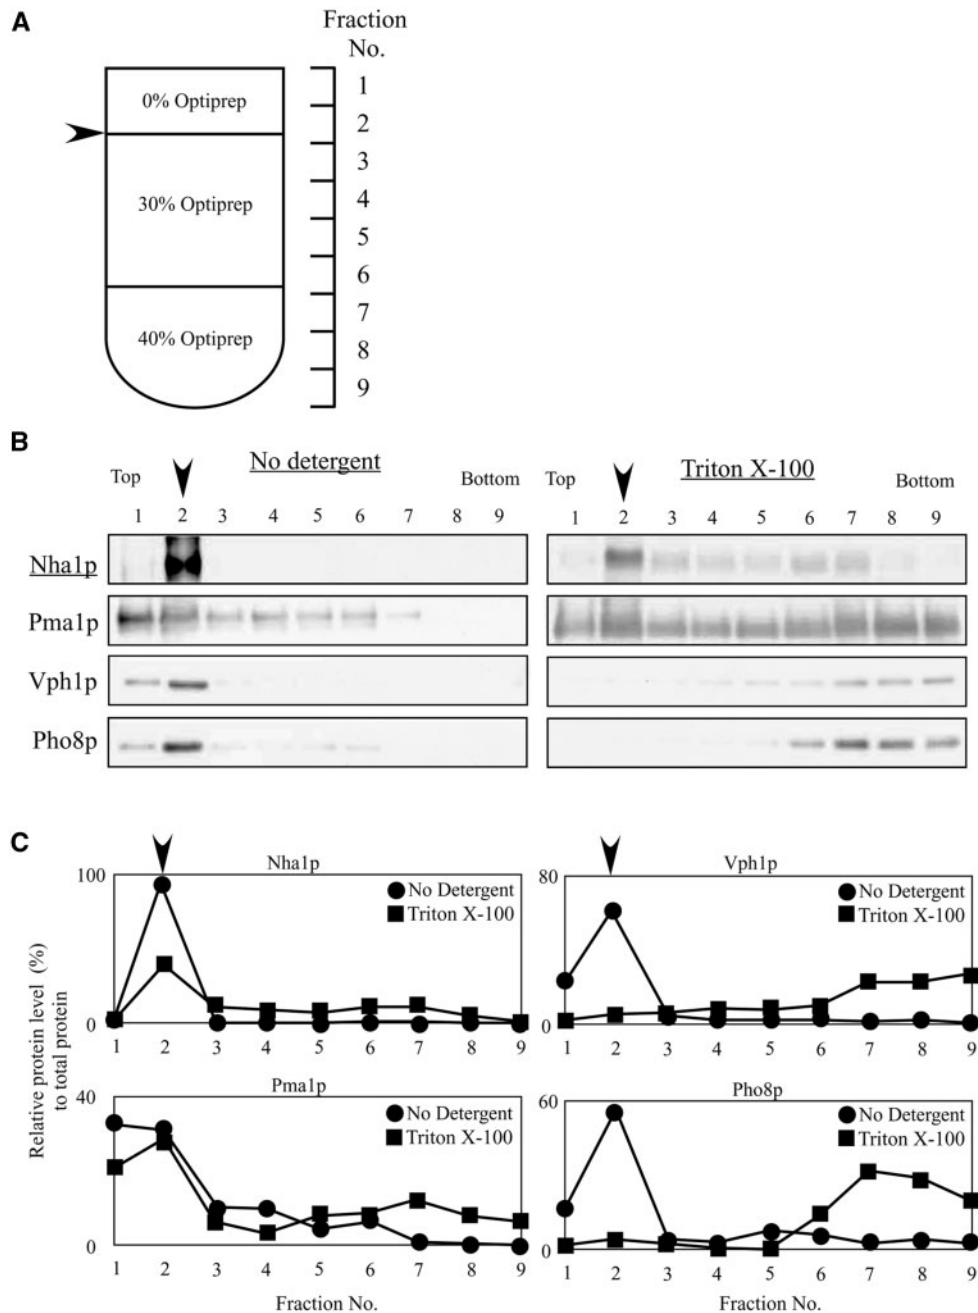 A
Fraction
No.
0% Optiprep
30% Optiprep
40% Optiprep
1
2
3
4
5
6
7
8
9
B
No detergent
Top
Bottom
1 2 3 4 5 6 7 8 9
Triton X-100
Top
Bottom
1 2 3 4 5 6 7 8 9
Nha1p
Pma1p
Vph1p
Pho8p
C
Relative protein level (%)
to total protein
Nha1p
100
0
No Detergent
Triton X-100
1 2 3 4 5 6 7 8 9
Vph1p
80
0
No Detergent
Triton X-100
1 2 3 4 5 6 7 8 9
Pma1p
40
0
No Detergent
Triton X-100
1 2 3 4 5 6 7 8 9
Fraction No.
Pho8p
60
0
No Detergent
Triton X-100
1 2 3 4 5 6 7 8 9
Fraction No.